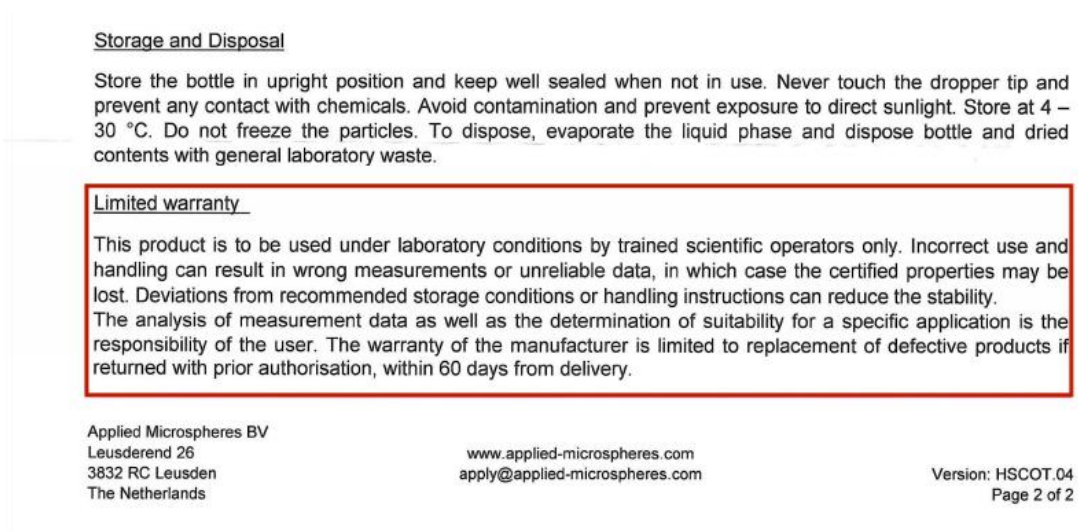 Storage and Disposal
Store the bottle in upright position and keep well sealed when not in use. Never touch the dropper tip and
prevent any contact with chemicals. Avoid contamination and prevent exposure to direct sunlight. Store at 4 –
30 °C. Do not freeze the particles. To dispose, evaporate the liquid phase and dispose bottle and dried
contents with general laboratory waste.
Limited warranty
This product is to be used under laboratory conditions by trained scientific operators only. Incorrect use and
handling can result in wrong measurements or unreliable data, in which case the certified properties may be
lost. Deviations from recommended storage conditions or handling instructions can reduce the stability.
The analysis of measurement data as well as the determination of suitability for a specific application is the
responsibility of the user. The warranty of the manufacturer is limited to replacement of defective products if
returned with prior authorisation, within 60 days from delivery.
Applied Microspheres BV
Leusderend 26
3832 RC Leusden
The Netherlands
www.applied-microspheres.com
apply@applied-microspheres.com
Version: HSCOT.04
Page 2 of 2